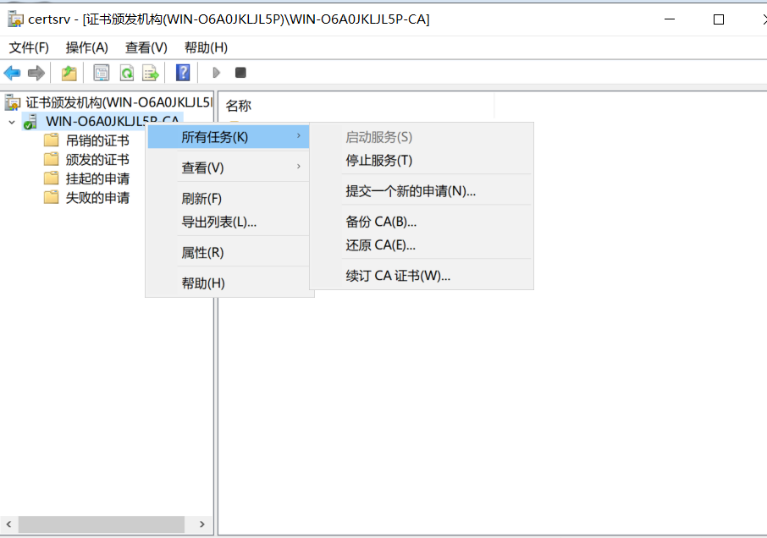 certsrv - [证书颁发机构(WIN-O6A0JKLJL5P)\WIN-O6A0JKLJL5P-CA]
文件(F) 操作(A) 查看(V) 帮助(H)
证书颁发机构(WIN-O6A0JKLJL5
WIN-O6A0JKLJL5P-CA
吊销的证书
颁发的证书
挂起的申请
失败的申请
名称
所有任务(K)
查看(V)
刷新(F)
导出列表(L)...
属性(R)
帮助(H)
启动服务(S)
停止服务(T)
提交一个新的申请(N)...
备份 CA(B)...
还原 CA(E)...
续订 CA 证书(W)...